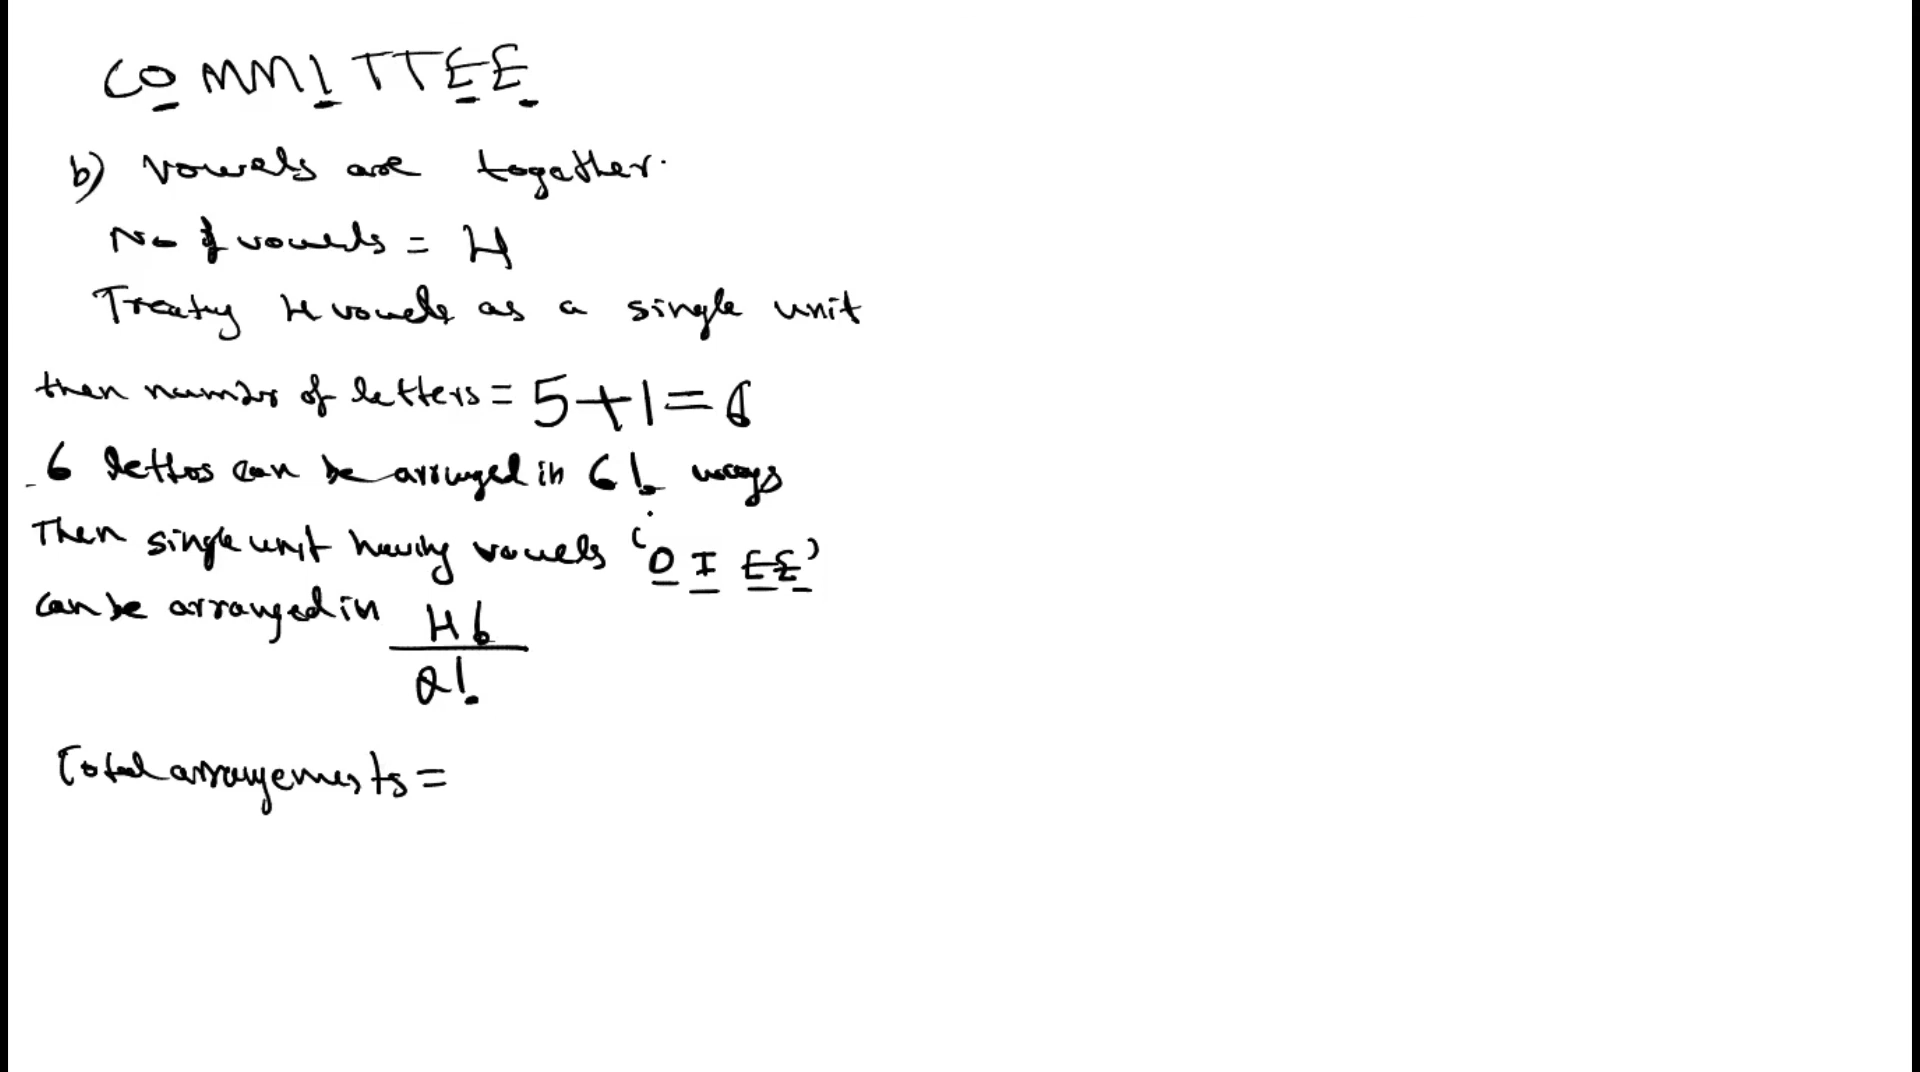 COMMITTEE
b) vowels are together.
No of vowels = 4
Treating 4 vowels as a single unit
then number of letters = 5+1=6
6 letters can be arranged in 6! ways
Then single unit having vowels 'O I EE'
can be arranged in 4!
2!
Total arrangements =